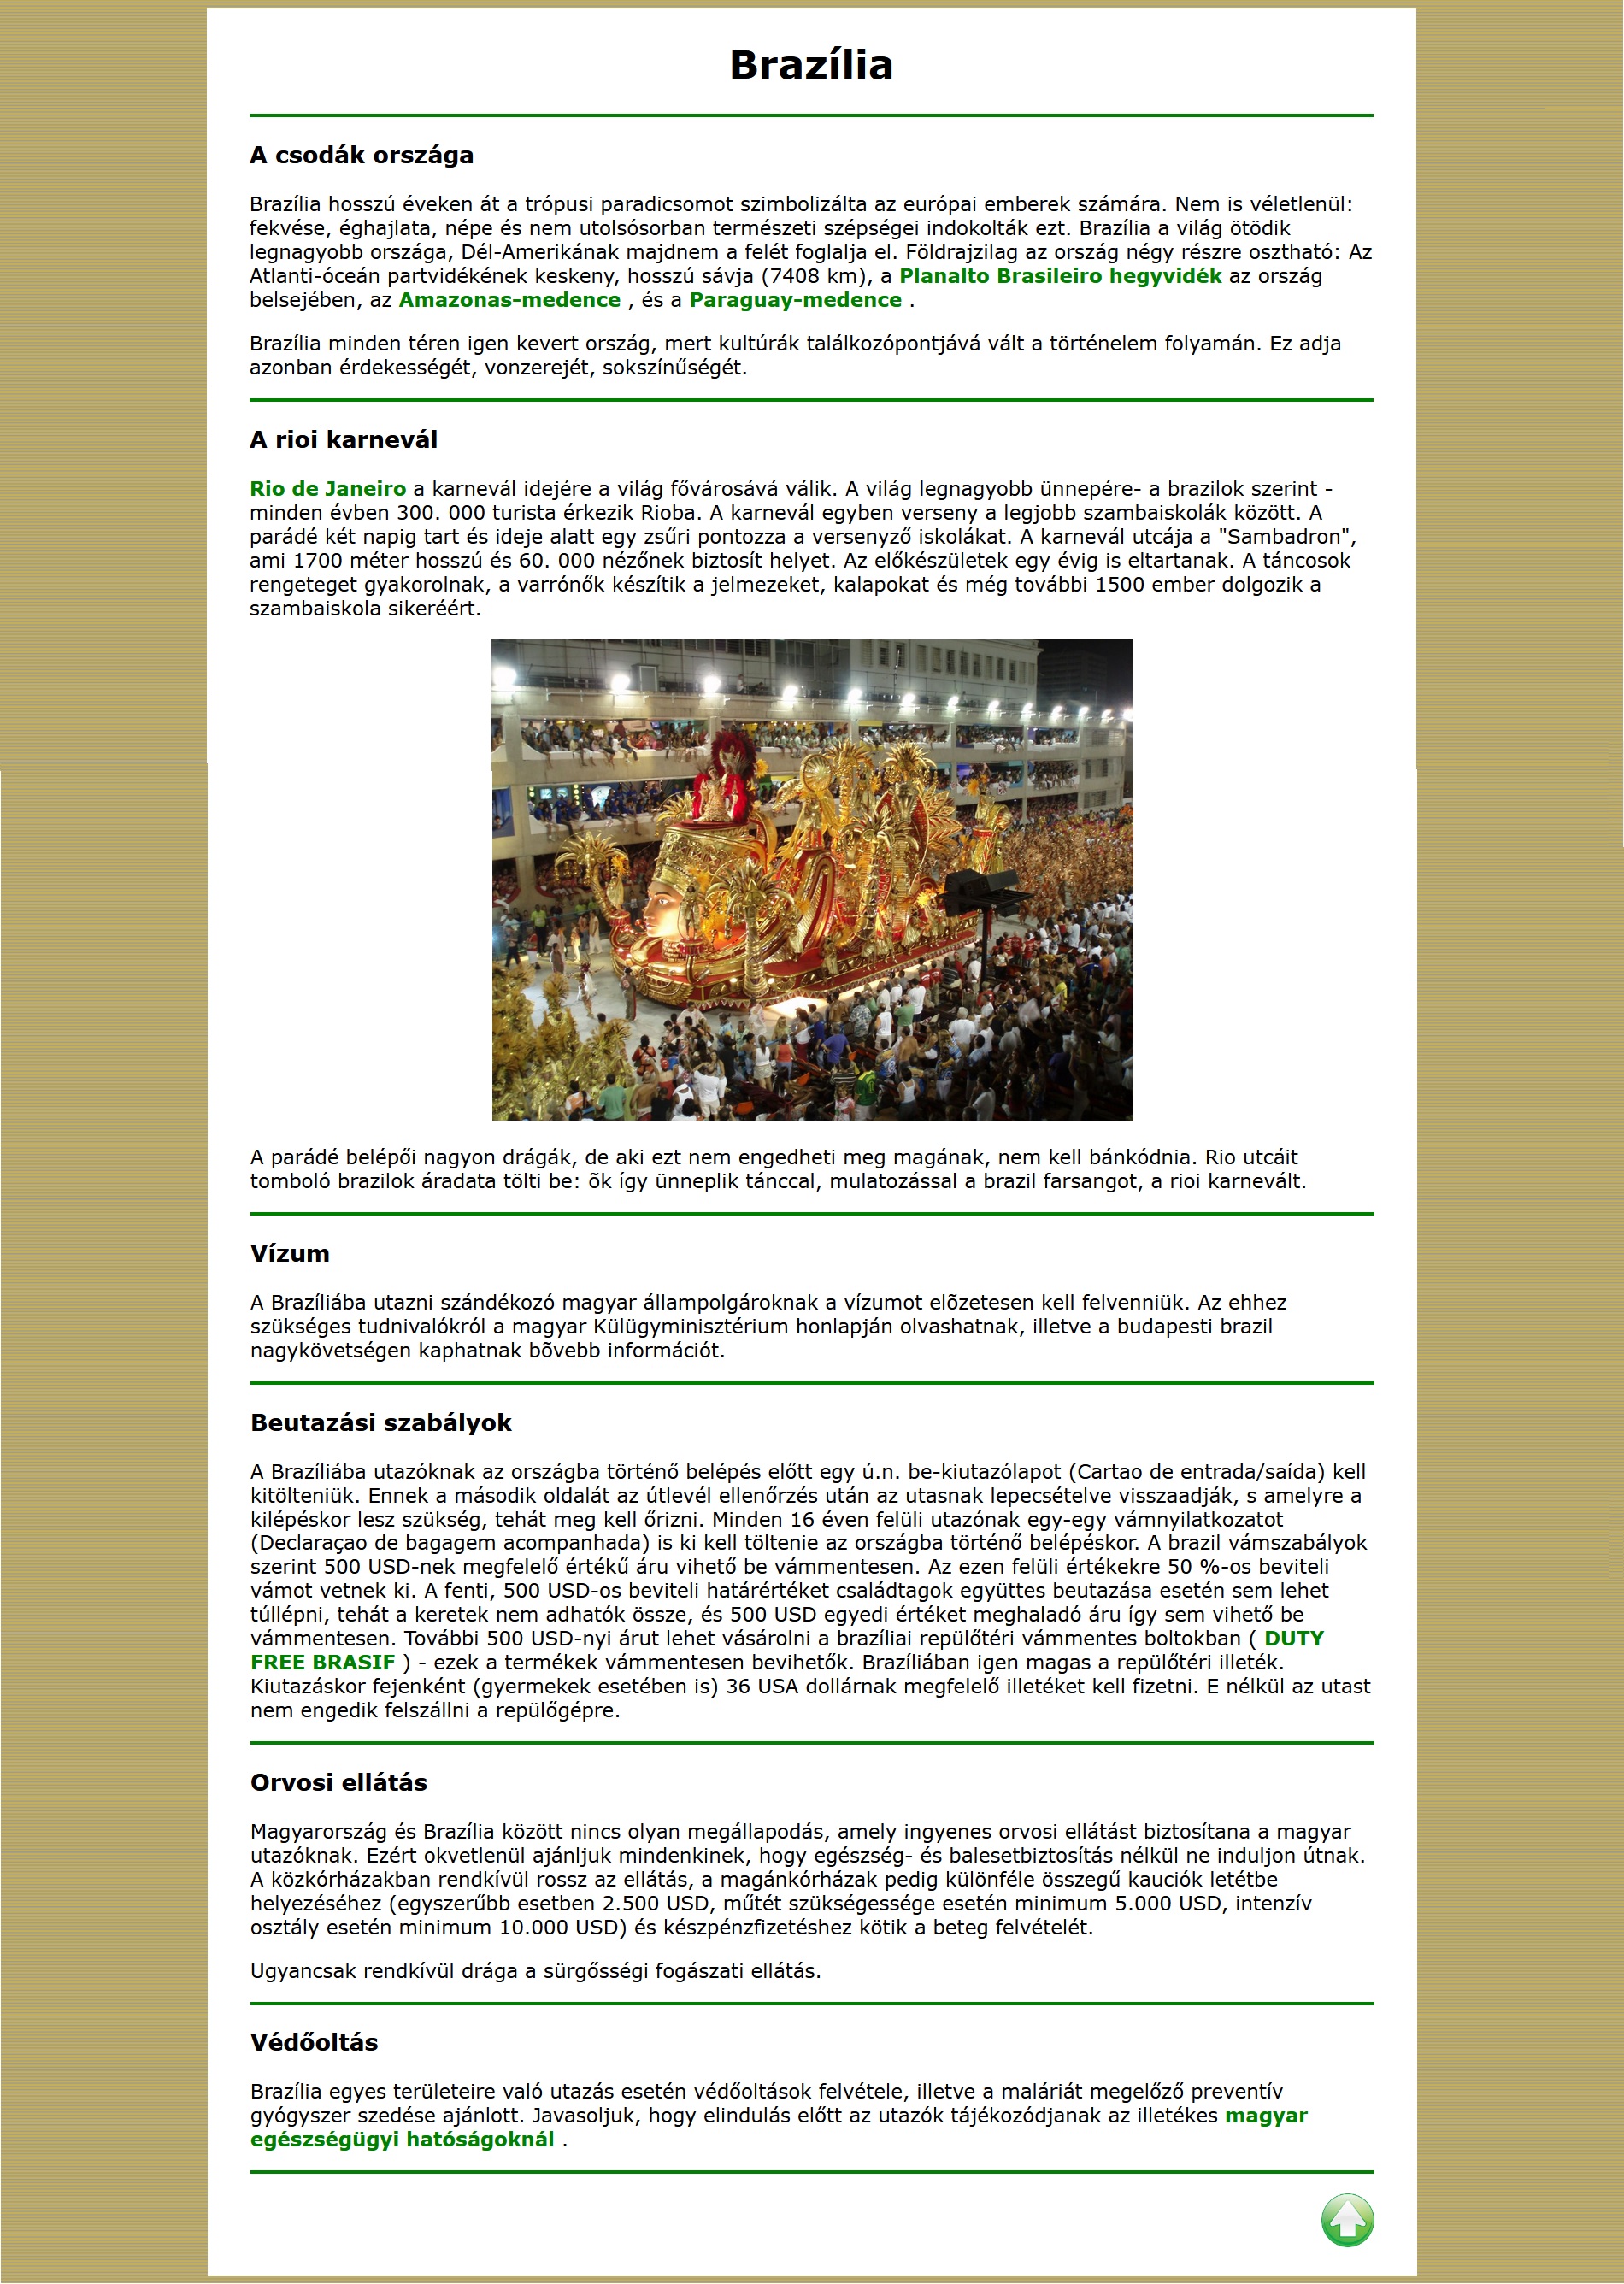 Brazília
A csodák országa
Brazília hosszú éveken át a trópusi paradicsomot szimbolizálta az európai emberek számára. Nem is véletlenül:
fekvése, éghajlata, népe és nem utolsósorban természeti szépségei indokolták ezt. Brazília a világ ötödik
legnagyobb országa, Dél-Amerikának majdnem a felét foglalja el. Földrajzilag az ország négy részre osztható: Az
Atlanti-óceán partvidékének keskeny, hosszú sávja (7408 km), a Planalto Brasileiro hegyvidék az ország
belsejében, az Amazonas-medence , és a Paraguay-medence .
Brazília minden téren igen kevert ország, mert kultúrák találkozópontjává vált a történelem folyamán. Ez adja
azonban érdekességét, vonzerejét, sokszínűségét.
A rioi karnevál
Rio de Janeiro a karnevál idejére a világ fővárosává válik. A világ legnagyobb ünnepére- a brazilok szerint -
minden évben 300. 000 turista érkezik Rioba. A karnevál egyben verseny a legjobb szambaiskolák között. A
parádé két napig tart és ideje alatt egy zsűri pontozza a versenyző iskolákat. A karnevál utcája a "Sambadron",
ami 1700 méter hosszú és 60. 000 nézőnek biztosít helyet. Az előkészületek egy évig is eltartanak. A táncosok
rengeteget gyakorolnak, a varrónők készítik a jelmezeket, kalapokat és még további 1500 ember dolgozik a
szambaiskola sikeréért.
A parádé belépői nagyon drágák, de aki ezt nem engedheti meg magának, nem kell bánkódnia. Rio utcáit
tomboló brazilok áradata tölti be: õk így ünneplik tánccal, mulatozással a brazil farsangot, a rioi karnevált.
Vízum
A Brazíliába utazni szándékozó magyar állampolgároknak a vízumot elõzetesen kell felvenniük. Az ehhez
szükséges tudnivalókról a magyar Külügyminisztérium honlapján olvashatnak, illetve a budapesti brazil
nagykövetségen kaphatnak bõvebb információt.
Beutazási szabályok
A Brazíliába utazóknak az országba történő belépés előtt egy ú.n. be-kiutazólapot (Cartao de entrada/saída) kell
kitölteniük. Ennek a második oldalát az útlevél ellenőrzés után az utasnak lepecsételve visszaadják, s amelyre a
kilépéskor lesz szükség, tehát meg kell őrizni. Minden 16 éven felüli utazónak egy-egy vámnyilatkozatot
(Declaraçao de bagagem acompanhada) is ki kell töltenie az országba történő belépéskor. A brazil vámszabályok
szerint 500 USD-nek megfelelő értékű áru vihető be vámmentesen. Az ezen felüli értékekre 50 %-os beviteli
vámot vetnek ki. A fenti, 500 USD-os beviteli határértéket családtagok együttes beutazása esetén sem lehet
túllépni, tehát a keretek nem adhatók össze, és 500 USD egyedi értéket meghaladó áru így sem vihető be
vámmentesen. További 500 USD-nyi árut lehet vásárolni a brazíliai repülőtéri vámmentes boltokban ( DUTY
FREE BRASIF ) - ezek a termékek vámmentesen bevihetők. Brazíliában igen magas a repülőtéri illeték.
Kiutazáskor fejenként (gyermekek esetében is) 36 USA dollárnak megfelelő illetéket kell fizetni. E nélkül az utast
nem engedik felszállni a repülőgépre.
Orvosi ellátás
Magyarország és Brazília között nincs olyan megállapodás, amely ingyenes orvosi ellátást biztosítana a magyar
utazóknak. Ezért okvetlenül ajánljuk mindenkinek, hogy egészség- és balesetbiztosítás nélkül ne induljon útnak.
A közkórházakban rendkívül rossz az ellátás, a magánkórházak pedig különféle összegű kauciók letétbe
helyezéséhez (egyszerűbb esetben 2.500 USD, műtét szükségessége esetén minimum 5.000 USD, intenzív
osztály esetén minimum 10.000 USD) és készpénzfizetéshez kötik a beteg felvételét.
Ugyancsak rendkívül drága a sürgősségi fogászati ellátás.
Védőoltás
Brazília egyes területeire való utazás esetén védőoltások felvétele, illetve a maláriát megelőző preventív
gyógyszer szedése ajánlott. Javasoljuk, hogy elindulás előtt az utazók tájékozódjanak az illetékes magyar
egészségügyi hatóságoknál .